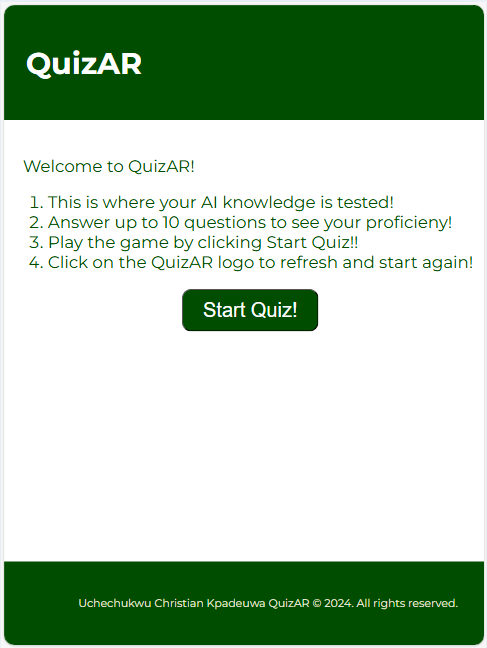 QuizAR
Welcome to QuizAR!
1. This is where your AI knowledge is tested!
2. Answer up to 10 questions to see your proficieny!
3. Play the game by clicking Start Quiz!!
4. Click on the QuizAR logo to refresh and start again!
Start Quiz!
Uchechukwu Christian Kpadeuwa QuizAR © 2024. All rights reserved.